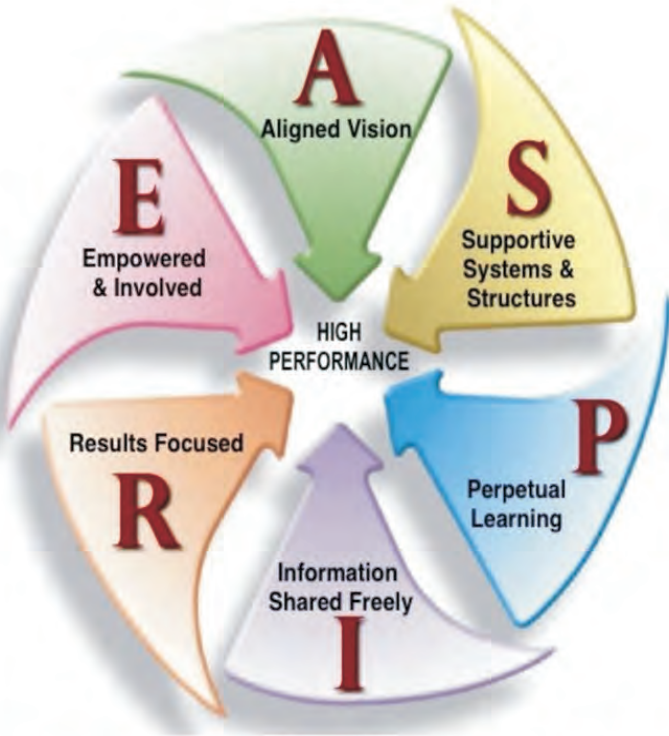 A
Aligned Vision
S
Supportive
Systems &
Structures
P
Perpetual
Learning
I
Information
Shared Freely
R
Results Focused
E
Empowered
& Involved
HIGH
PERFORMANCE